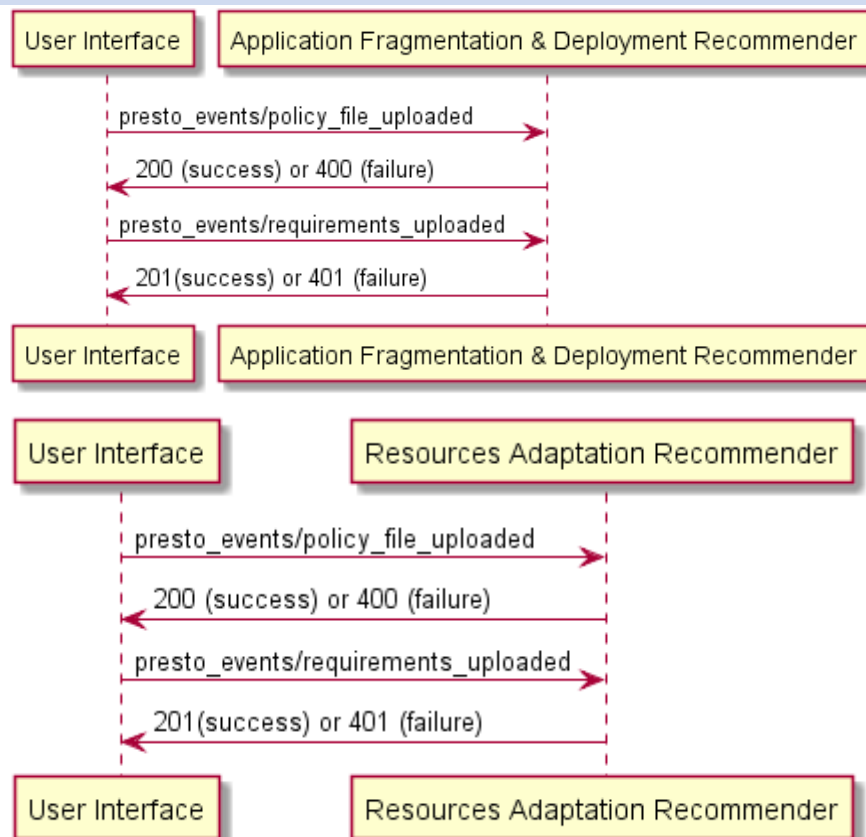 User Interface
Application Fragmentation & Deployment Recommender
presto_events/policy_file_uploaded
200 (success) or 400 (failure)
presto_events/requirements_uploaded
201(success) or 401 (failure)
User Interface
Application Fragmentation & Deployment Recommender
User Interface
Resources Adaptation Recommender
presto_events/policy_file_uploaded
200 (success) or 400 (failure)
presto_events/requirements_uploaded
201(success) or 401 (failure)
User Interface
Resources Adaptation Recommender